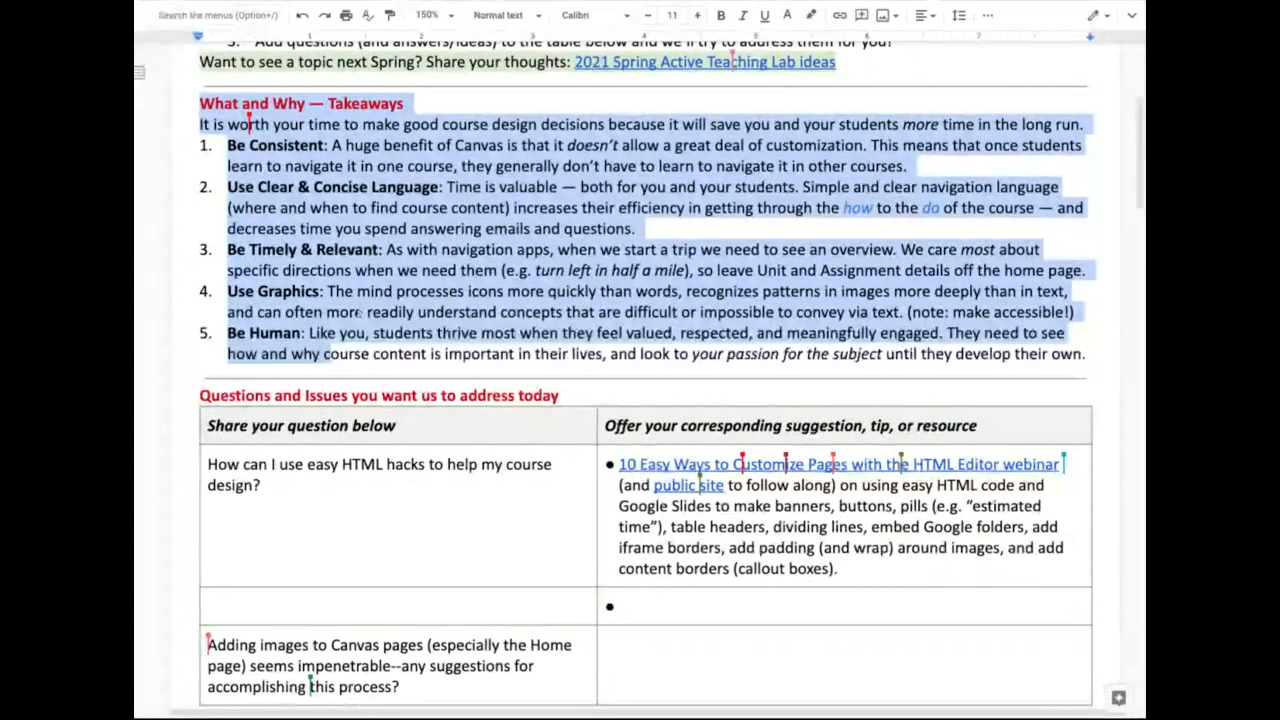 Search the menus (Option+/)
150%
Normal text
Calibri
11
B I U A
1 2 3 4 5 6 7
3. Add questions (and answers/ideas) to the table below and we'll try to address them for you!
Want to see a topic next Spring? Share your thoughts: 2021 Spring Active Teaching Lab ideas
What and Why — Takeaways
It is worth your time to make good course design decisions because it will save you and your students more time in the long run.
1. Be Consistent: A huge benefit of Canvas is that it doesn't allow a great deal of customization. This means that once students
learn to navigate it in one course, they generally don't have to learn to navigate it in other courses.
2. Use Clear & Concise Language: Time is valuable — both for you and your students. Simple and clear navigation language
(where and when to find course content) increases their efficiency in getting through the how to the do of the course — and
decreases time you spend answering emails and questions.
3. Be Timely & Relevant: As with navigation apps, when we start a trip we need to see an overview. We care most about
specific directions when we need them (e.g. turn left in half a mile), so leave Unit and Assignment details off the home page.
4. Use Graphics: The mind processes icons more quickly than words, recognizes patterns in images more deeply than in text,
and can often more readily understand concepts that are difficult or impossible to convey via text. (note: make accessible!)
5. Be Human: Like you, students thrive most when they feel valued, respected, and meaningfully engaged. They need to see
how and why course content is important in their lives, and look to your passion for the subject until they develop their own.
Questions and Issues you want us to address today
Share your question below
Offer your corresponding suggestion, tip, or resource
How can I use easy HTML hacks to help my course
design?
● 10 Easy Ways to Customize Pages with the HTML Editor webinar
(and public site to follow along) on using easy HTML code and
Google Slides to make banners, buttons, pills (e.g. "estimated
time"), table headers, dividing lines, embed Google folders, add
iframe borders, add padding (and wrap) around images, and add
content borders (callout boxes).
●
Adding images to Canvas pages (especially the Home
page) seems impenetrable--any suggestions for
accomplishing this process?